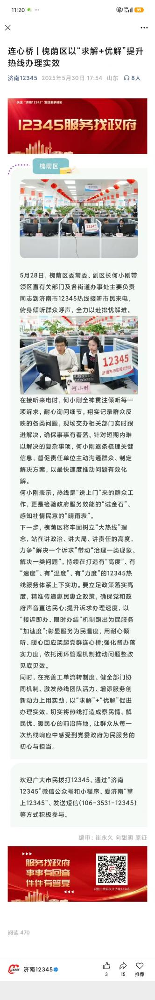 11:20
5G
99
连心桥 | 槐荫区以“求解+优解”提升
热线办理实效
济南12345 2025年5月30日 17:54 山东 8人
关注“济南12345”发现更多精彩
12345服务找政府
槐荫区
12345
5月28日，槐荫区委常委、副区长何小刚带
领区直有关部门及各街道办事处主要负责
同志到济南市12345热线接听市民来电，
俯身倾听群众呼声，全力以赴排忧解难。
12345
济南市市民服务热线
何小刚
在接听来电时，何小刚全神贯注倾听每一
项诉求，耐心询问细节，翔实记录群众反
映的各类问题，现场交办相关部门实时跟
进解决，确保事事有着落。针对短期内难
以解决的复杂事项，何小刚逐条梳理关键
信息，督促责任单位主动沟通群众、制定
解决方案，以最快速度推动问题有效化
解。
何小刚表示，热线是“送上门”来的群众工
作，更是检验政府服务效能的“试金石”、
感知社情民意的“晴雨表”。
下一步，槐荫区将牢固树立“大热线”理
念，站在讲政治、讲大局、讲责任的高度，
力争“解决一个诉求”带动“治理一类现象、
解决一类问题”，持续在打造有“高度”、有
“速度”、有“温度”、有“力度”的12345热
线服务体系上下实功。要立足政策落实高
度，精准传递惠民惠企政策，确保党和政
府声音直达民心;提升诉求办理速度，以
“接诉即办、限时办结”机制跑出为民服务
“加速度”;彰显服务为民温度，用耐心倾
听、暖心回应架起党群连心桥;强化督办落
实力度，依托闭环管理机制推动问题整改
见底见效。
同时，在完善工单流转制度、健全部门协
同机制、激发热线团队活力、增添服务创
新动力上用实劲，以“求解”+“优解”促进
办理实效，切实将热线打造成察民情、解
民忧、暖民心的前沿阵地，让群众从每一
次热线响应中感受到党委政府为民服务的
初心与担当。
欢迎广大市民拨打12345、通过“济南
12345”微信公众号和小程序、爱济南“掌
上12345”、发送短信(106-3531-12345)
等方式积极参与。
编审：崔永久 向甜明 原征
服务找政府
事事有回音
件件有答复
识别二维码关注济南12345
阅读 470
12345 济南12345
3 15 推荐